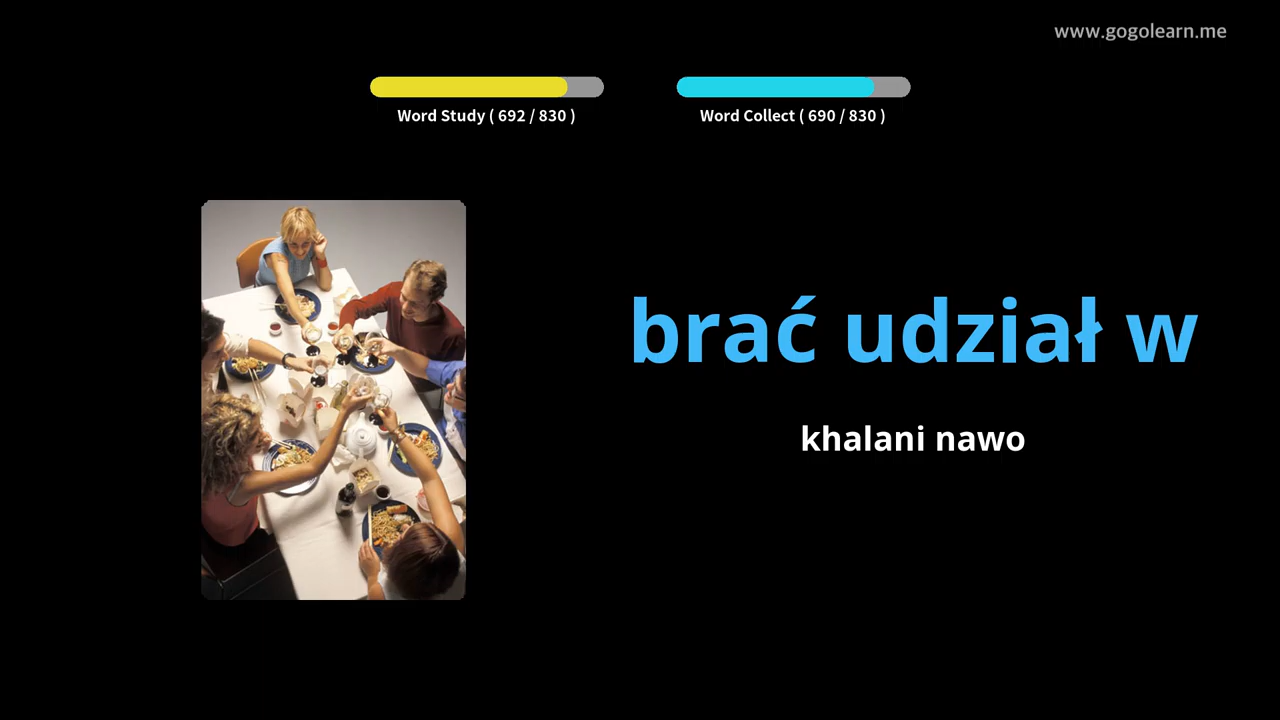 www.gogolearn.me
Word Study ( 692 / 830 )
Word Collect ( 690 / 830 )
brać udział w
khalani nawo